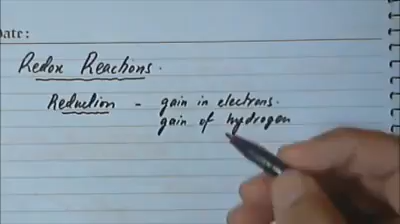 Date:
Redox Reactions.
Reduction - gain in electrons.
gain of hydrogen